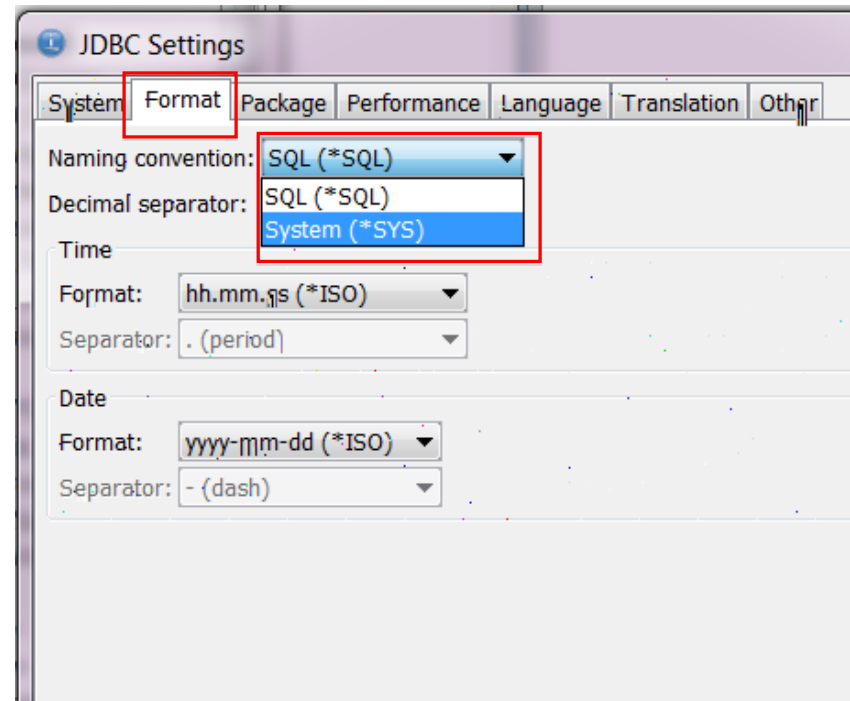 JDBC Settings
System Format Package Performance Language Translation Other
Naming convention: SQL (*SQL)
SQL (*SQL)
Decimal separator:
System (*SYS)
Time
Format: hh.mm.ss (*ISO)
Separator: . (period)
Date
Format: yyyy-mm-dd (*ISO)
Separator: - (dash)